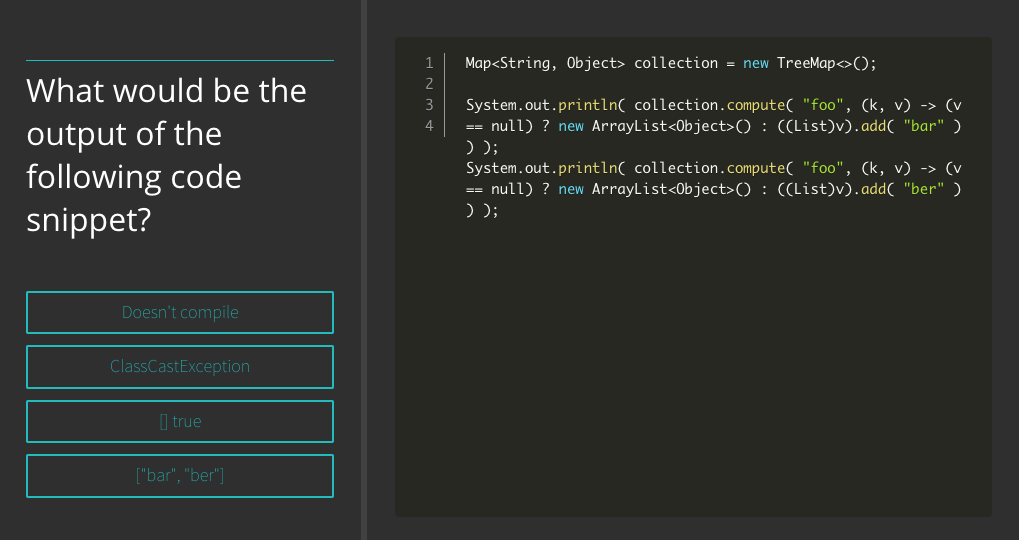 What would be the
output of the
following code
snippet?
Doesn't compile
ClassCastException
[] true
["bar", "ber"]
1
2
3
4
Map<String, Object> collection = new TreeMap<>();
System.out.println( collection.compute( "foo", (k, v) -> (v
== null) ? new ArrayList<Object>() : ((List)v).add( "bar" )
) );
System.out.println( collection.compute( "foo", (k, v) -> (v
== null) ? new ArrayList<Object>() : ((List)v).add( "ber" )
) );